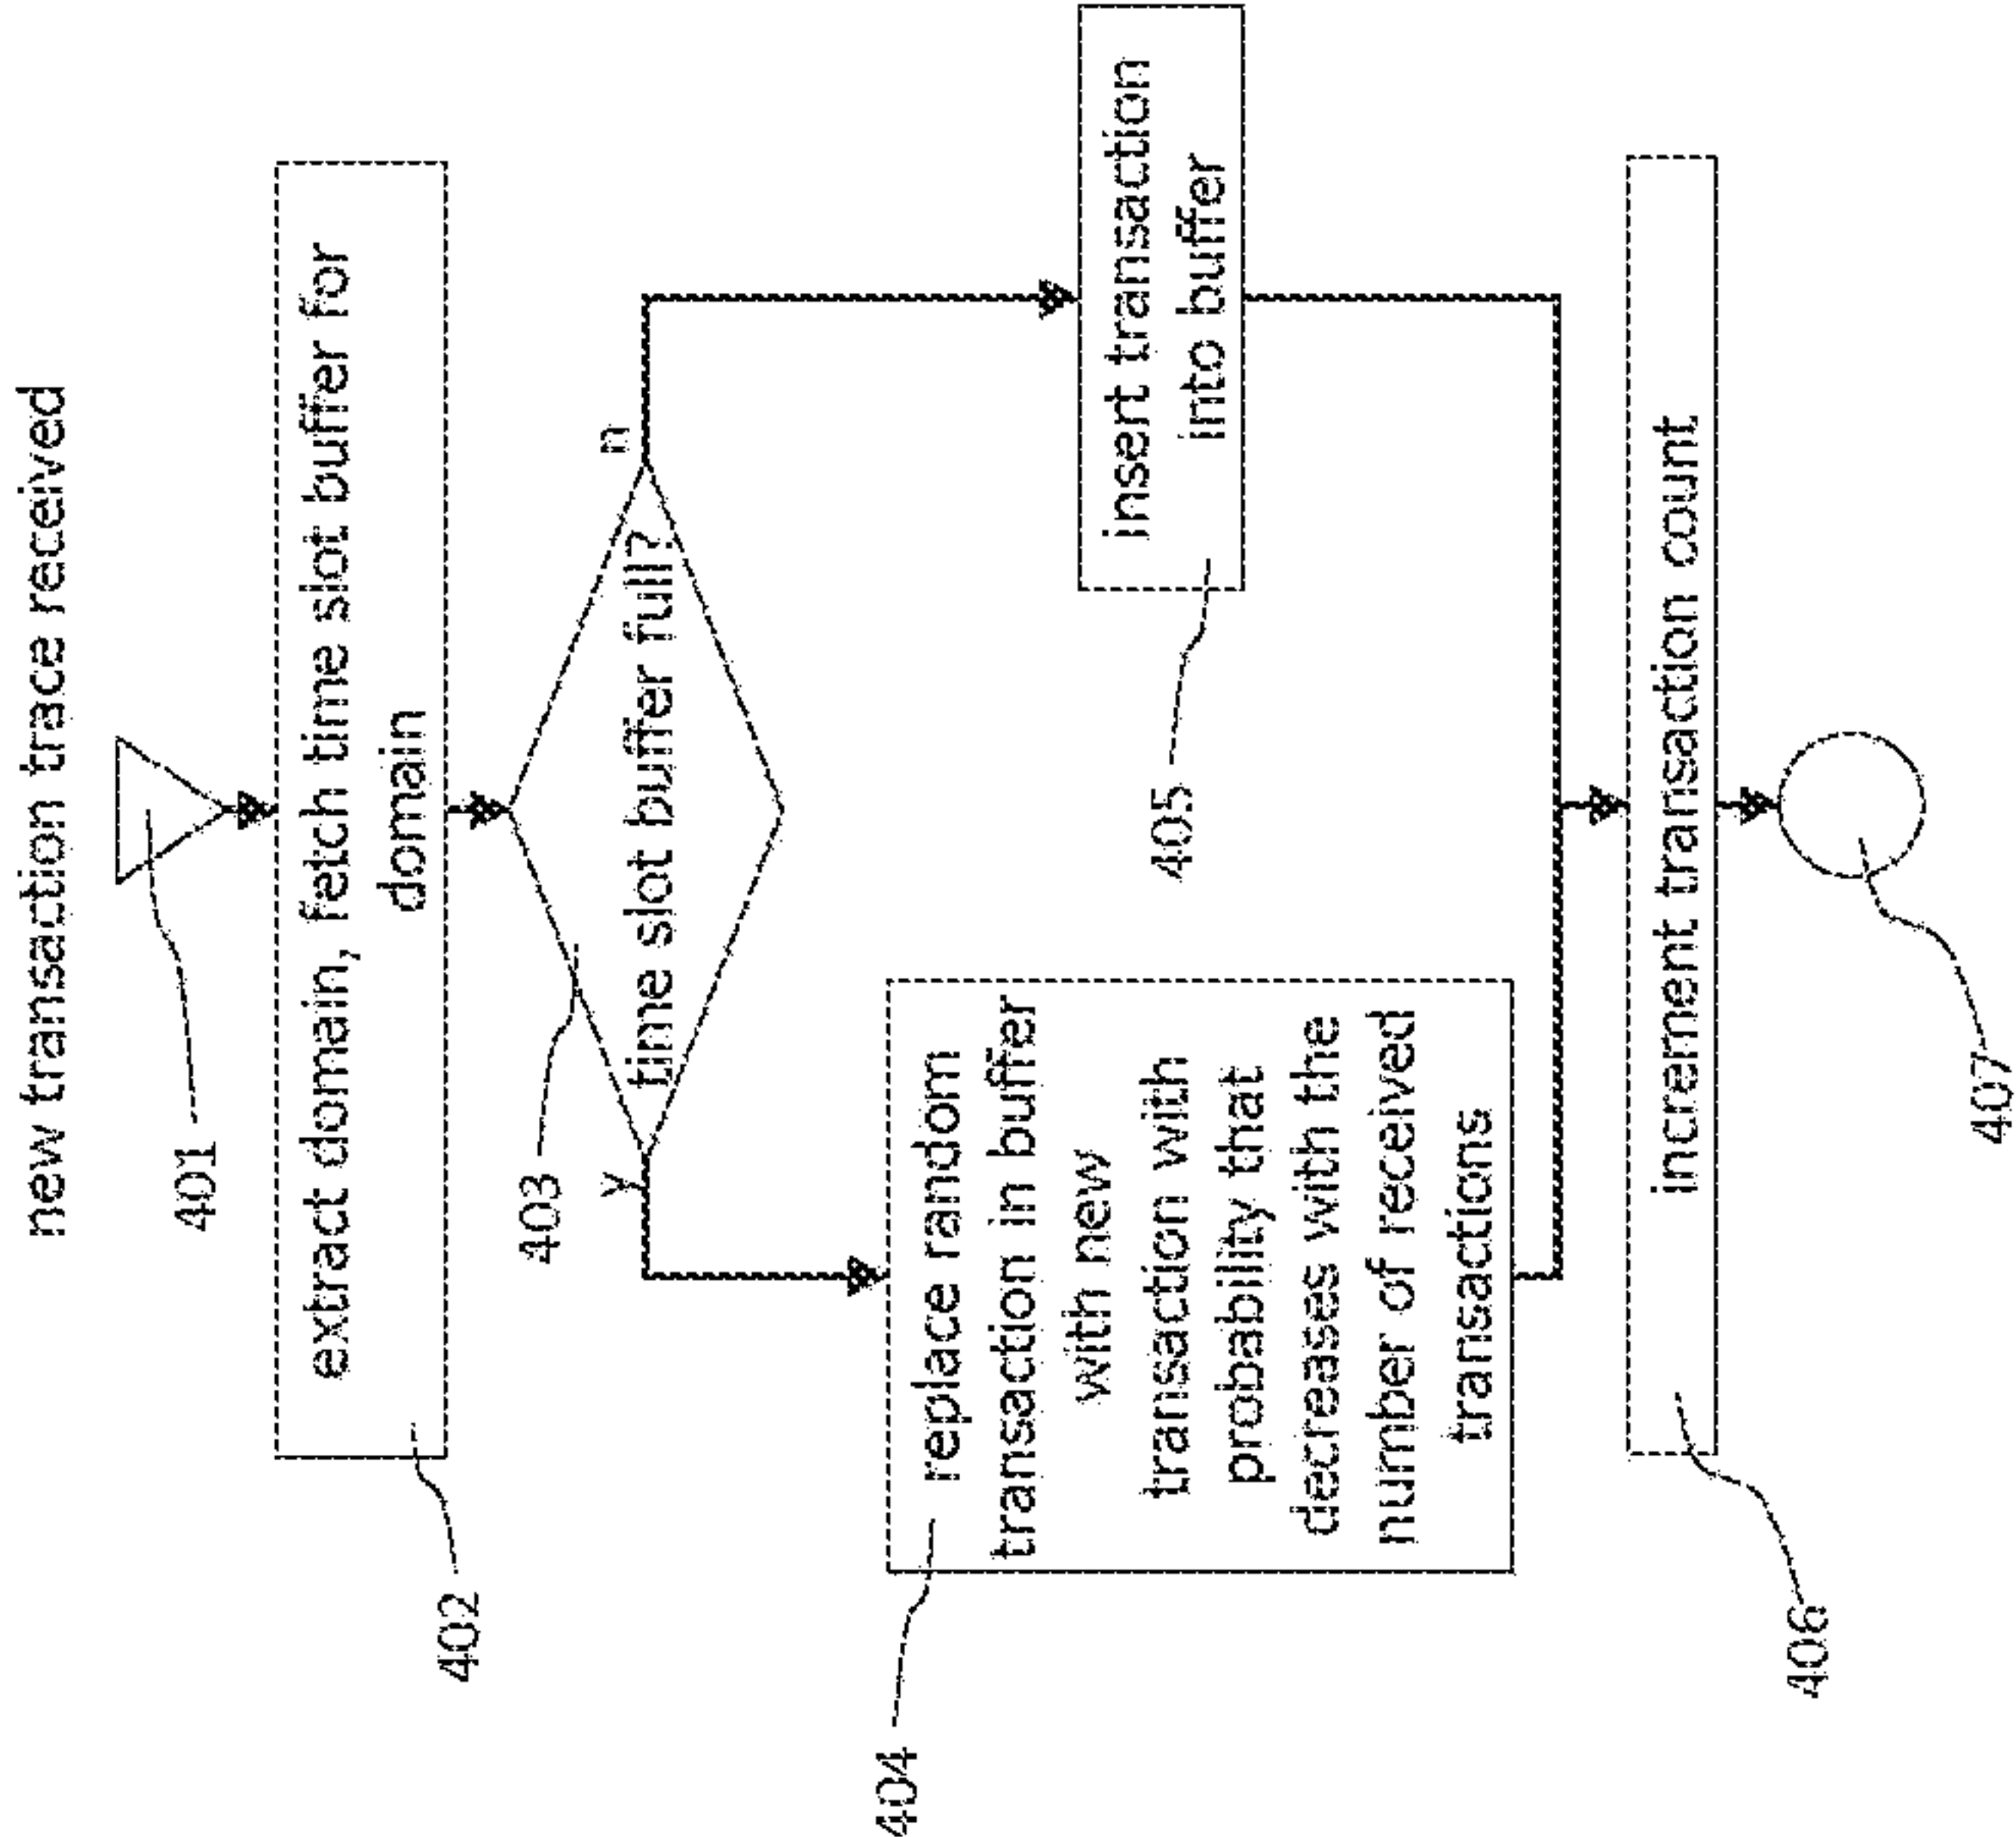 new transaction trace received
401
extract domain, fetch time slot buffer for
domain
402
403
time slot buffer full?
y
n
404
replace random
transaction in buffer
with new
transaction with
probability that
decreases with the
number of received
transactions
insert transaction
into buffer
405
increment transaction count
406
407